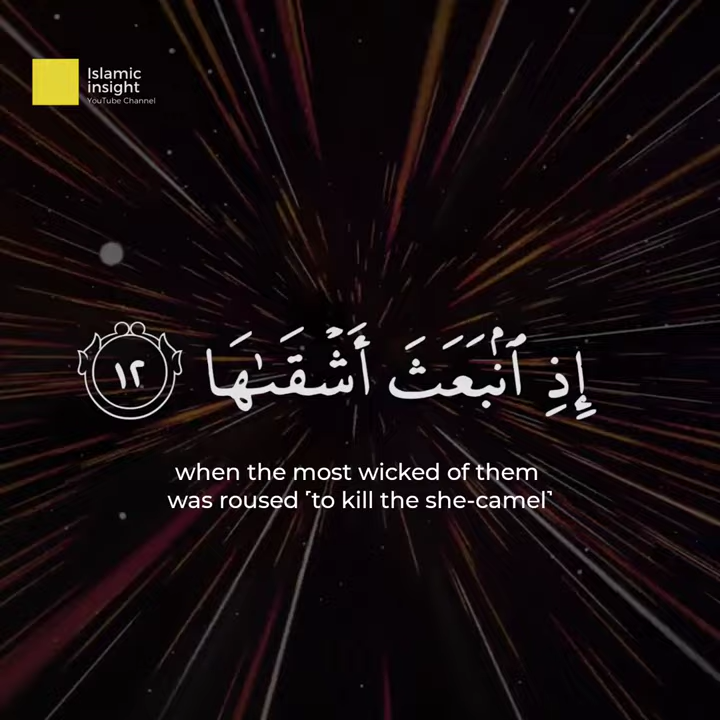 Islamic
insight
YouTube Channel
إِذِ ٱنۢبَعَثَ أَشْقَىٰهَا ١٢
when the most wicked of them
was roused ˹to kill the she-camel˺